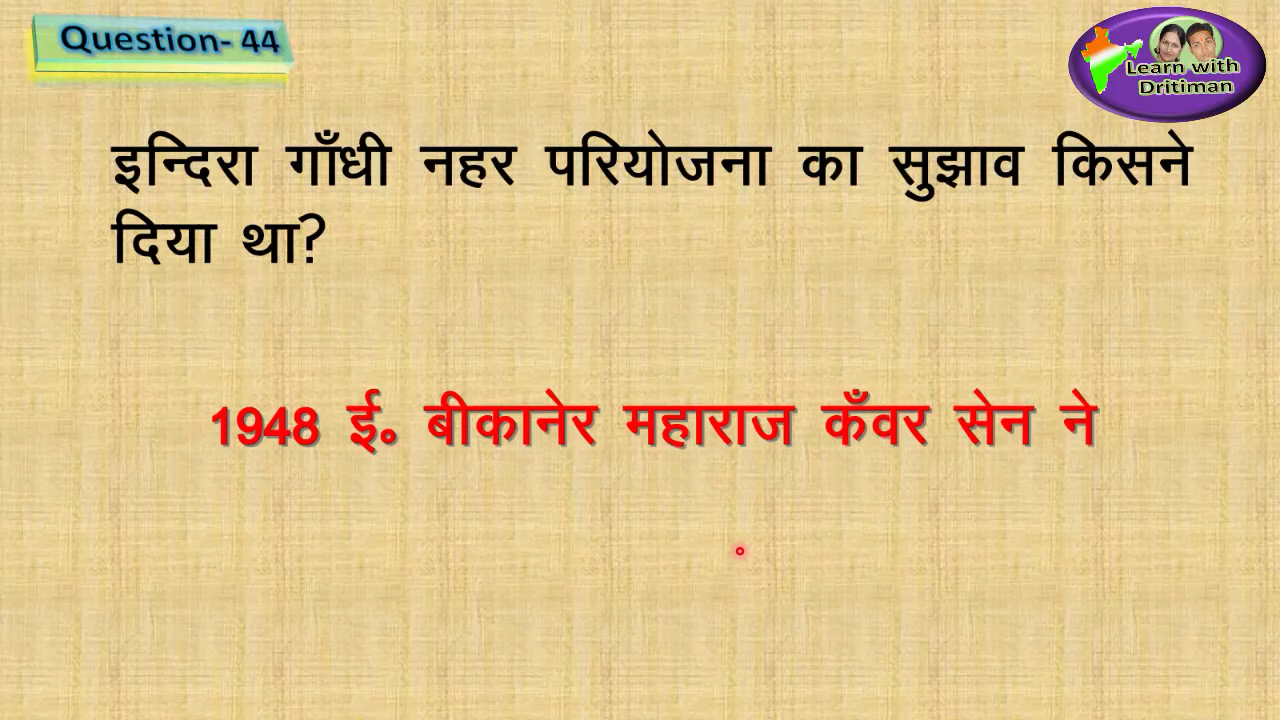 Question- 44
Learn with
Dritiman
इन्दिरा गाँधी नहर परियोजना का सुझाव किसने
दिया था?
1948 ई॰ बीकानेर महाराज कँवर सेन ने